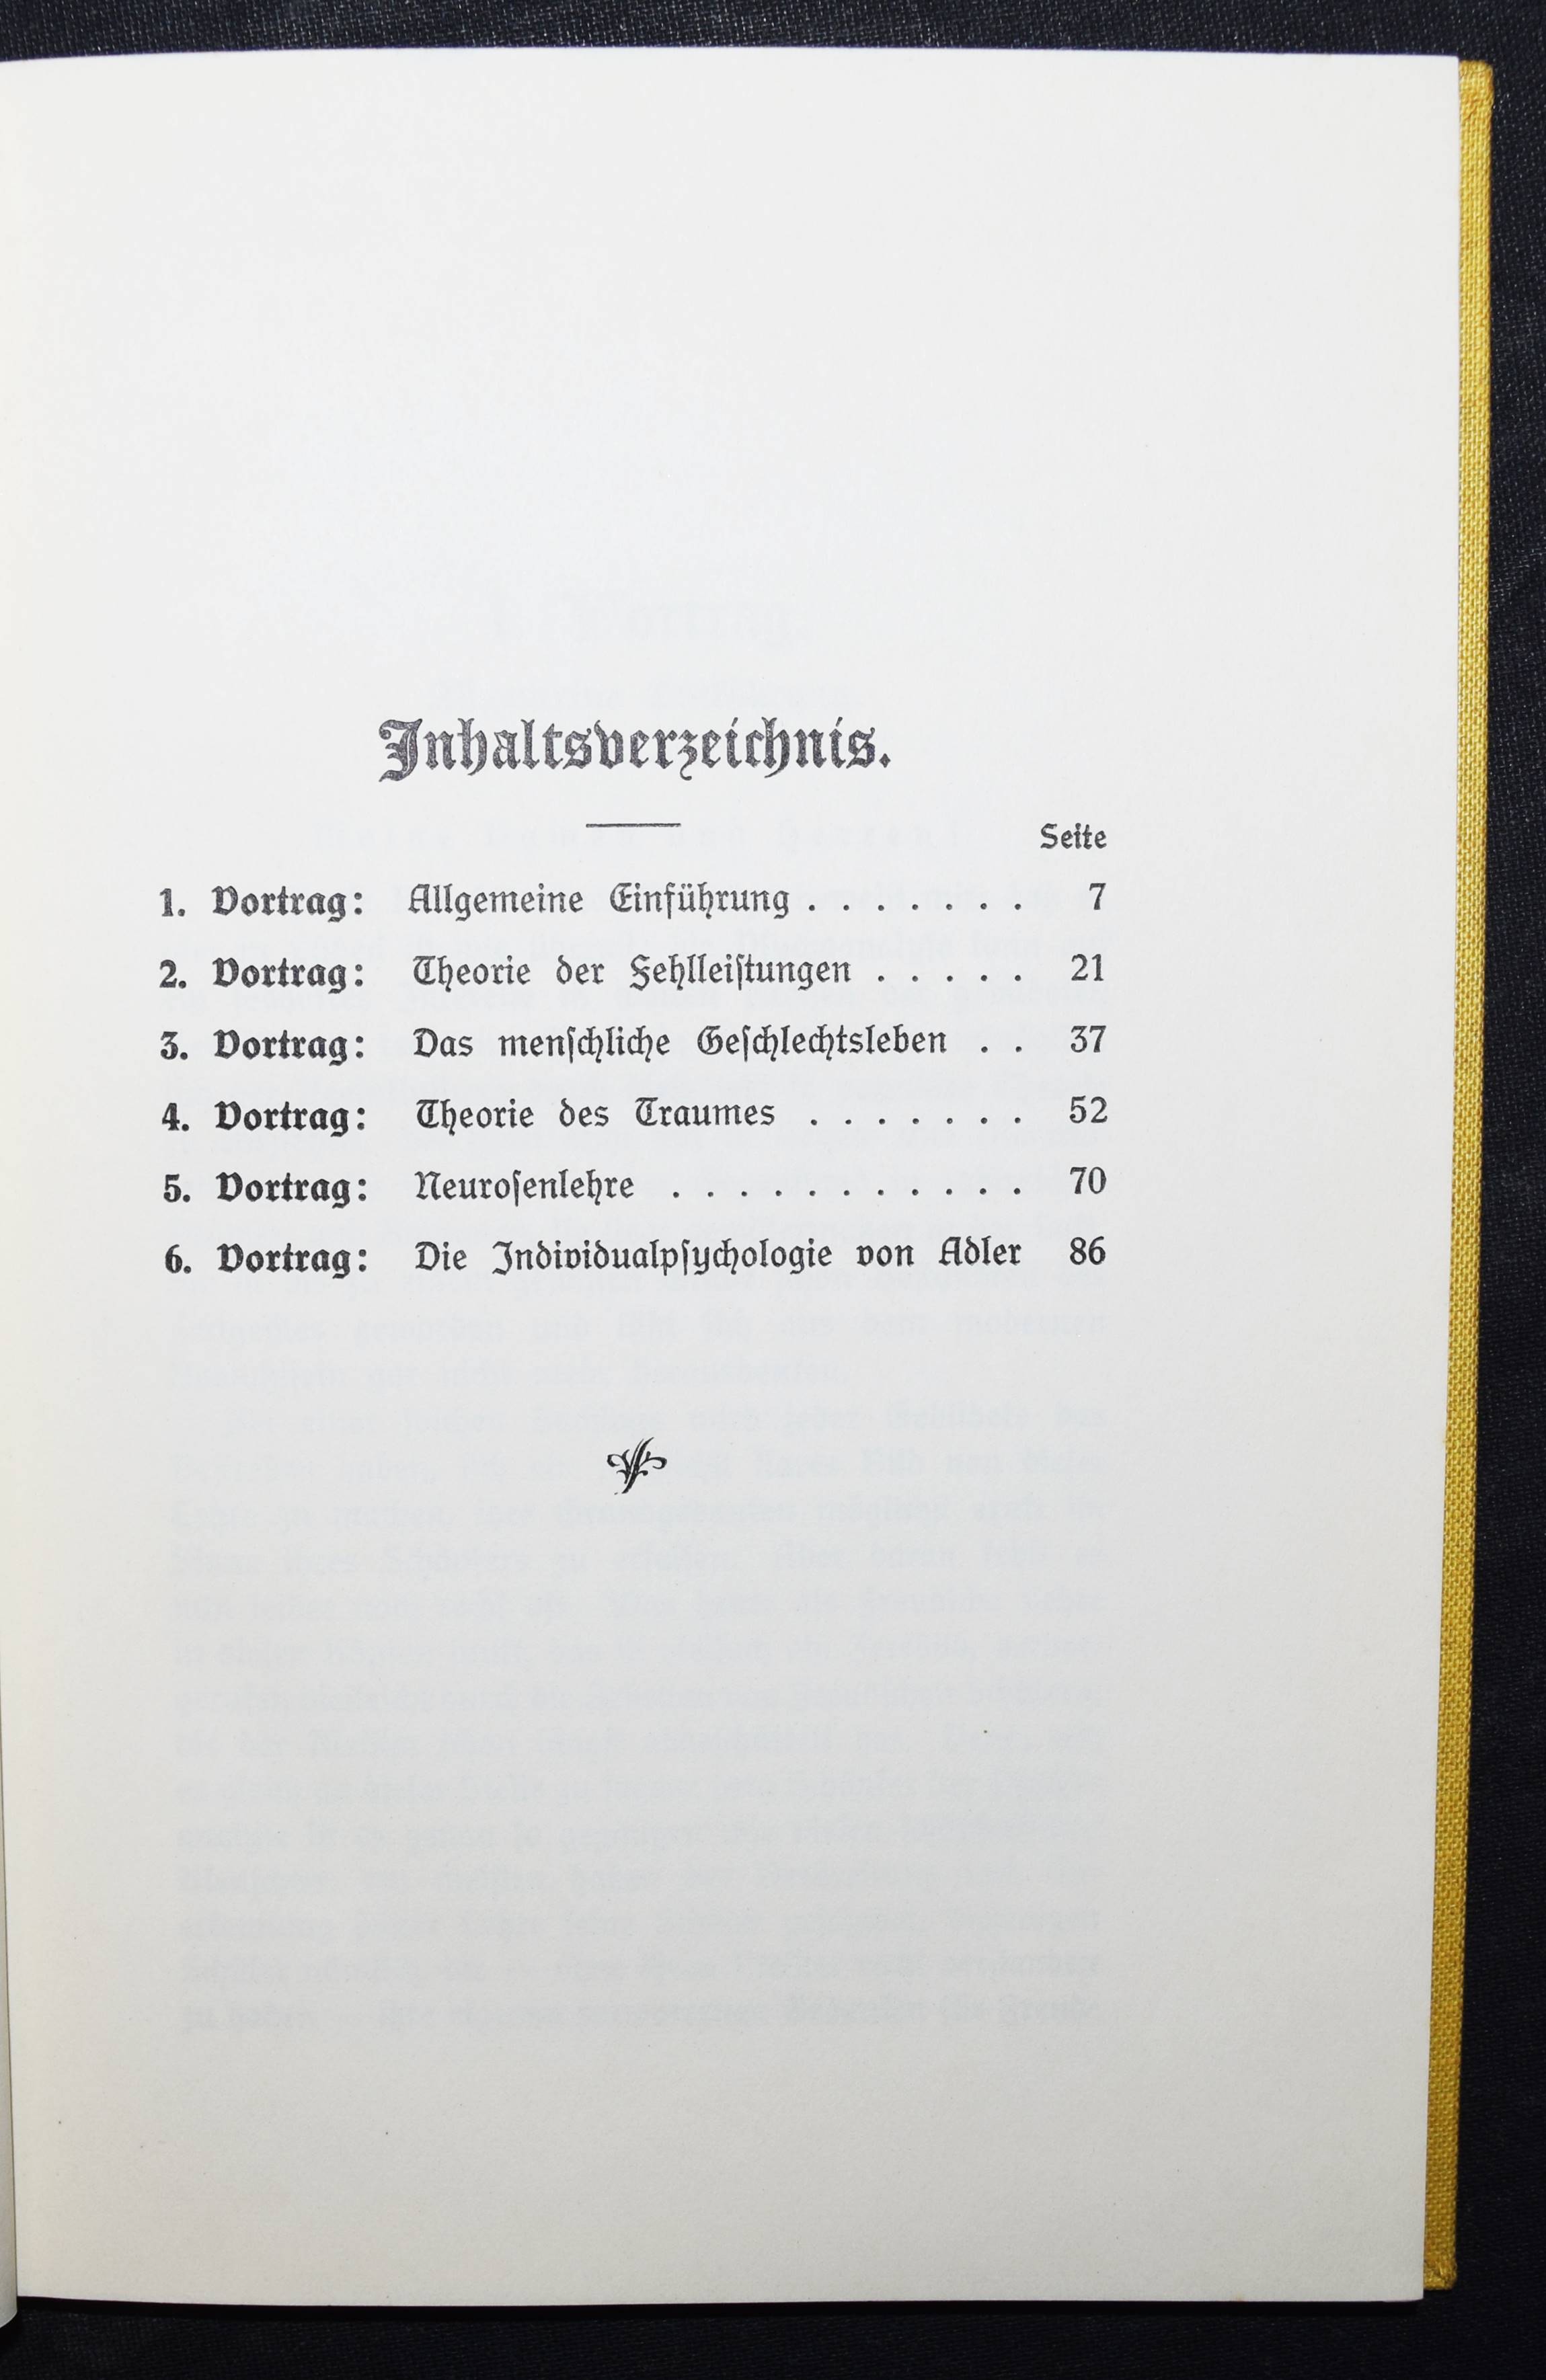 Inhaltsverzeichnis.
Seite
1. Vortrag: Allgemeine Einführung . . . . . . . 7
2. Vortrag: Theorie der Fehlleiſtungen . . . . . 21
3. Vortrag: Das menſchliche Geſchlechtsleben . . 37
4. Vortrag: Theorie des Traumes . . . . . . . 52
5. Vortrag: Neuroſenlehre . . . . . . . . . . . 70
6. Vortrag: Die Individualpſychologie von Adler 86